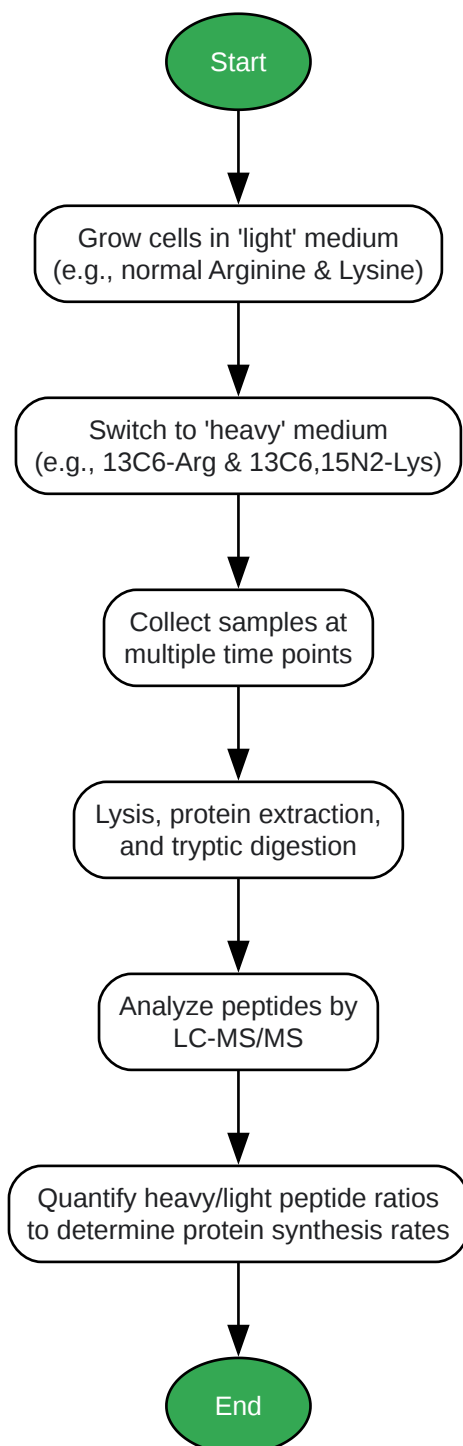 Start
Grow cells in 'light' medium
(e.g., normal Arginine & Lysine)
Switch to 'heavy' medium
(e.g., 13C6-Arg & 13C6,15N2-Lys)
Collect samples at
multiple time points
Lysis, protein extraction,
and tryptic digestion
Analyze peptides by
LC-MS/MS
Quantify heavy/light peptide ratios
to determine protein synthesis rates
End